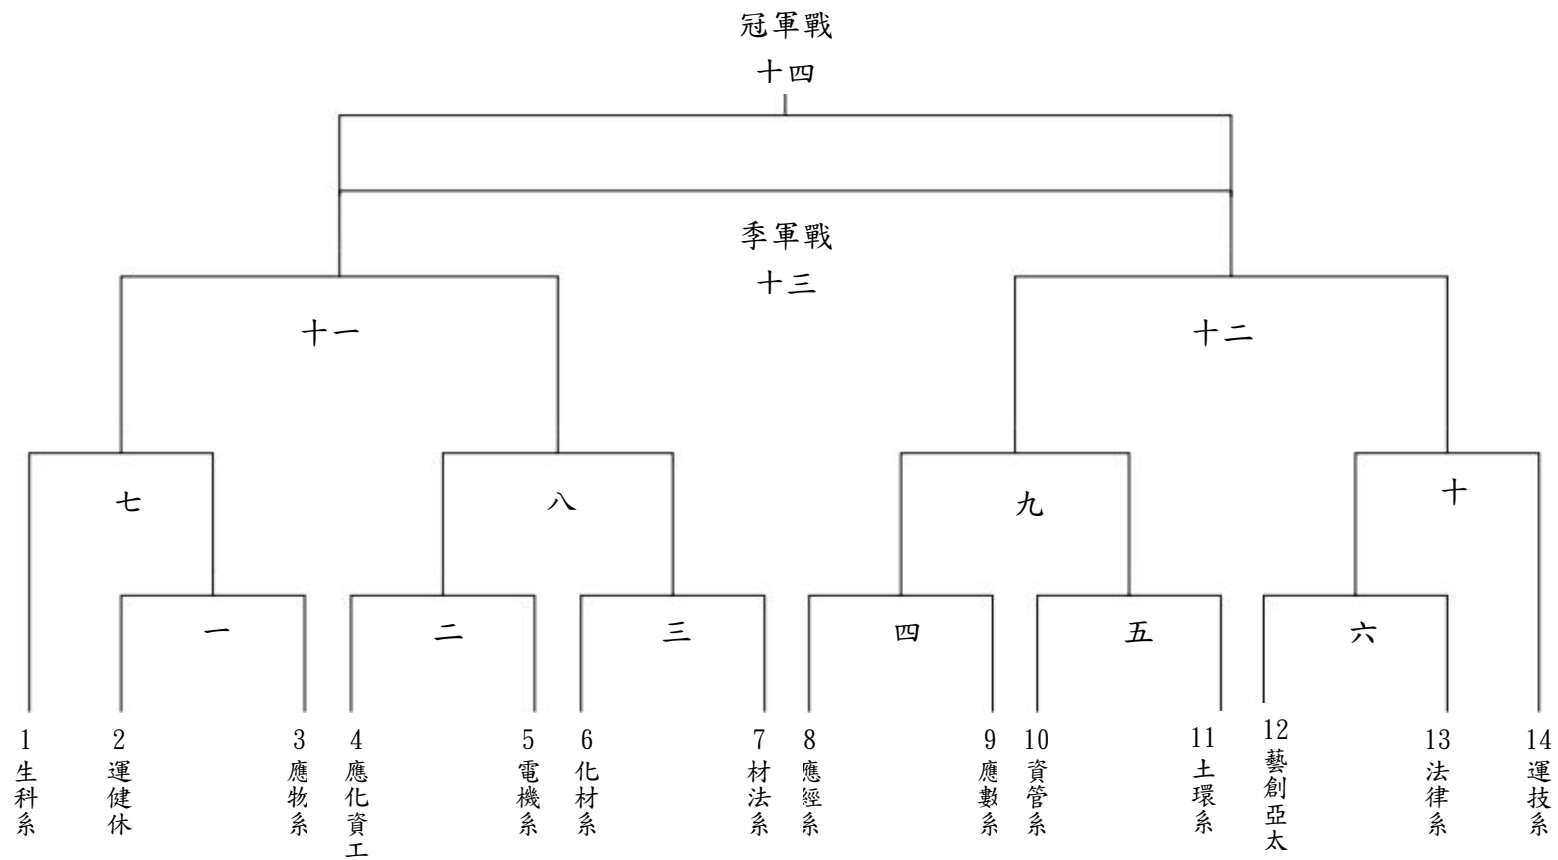 冠軍戰
十四
季軍戰
十三
十一
十二
七
八
九
十
一
二
三
四
五
六
1
生科系
2
運健休
3
應物系
4
應化資工
5
電機系
6
化材系
7
材法系
8
應經系
9
應數系
10
資管系
11
土環系
12
藝創亞太
13
法律系
14
運技系